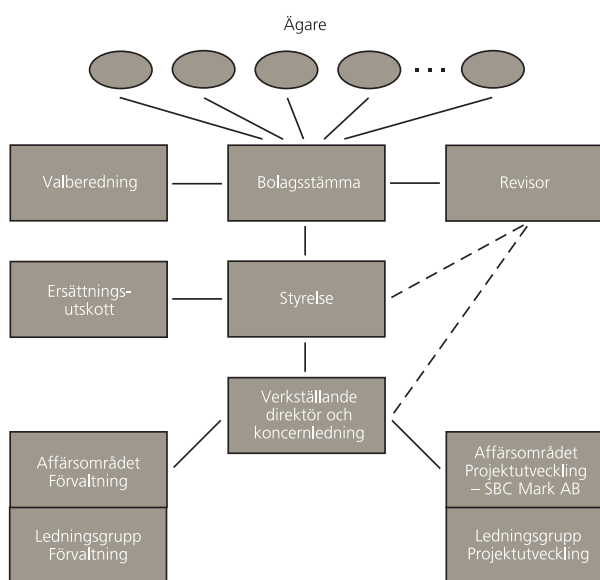 Ägare
Valberedning
Bolagsstämma
Revisor
Ersättnings-
utskott
Styrelse
Verkställande
direktör och
koncernledning
Affärsområdet
Förvaltning
Affärsområdet
Projektutveckling
– SBC Mark AB
Ledningsgrupp
Förvaltning
Ledningsgrupp
Projektutveckling